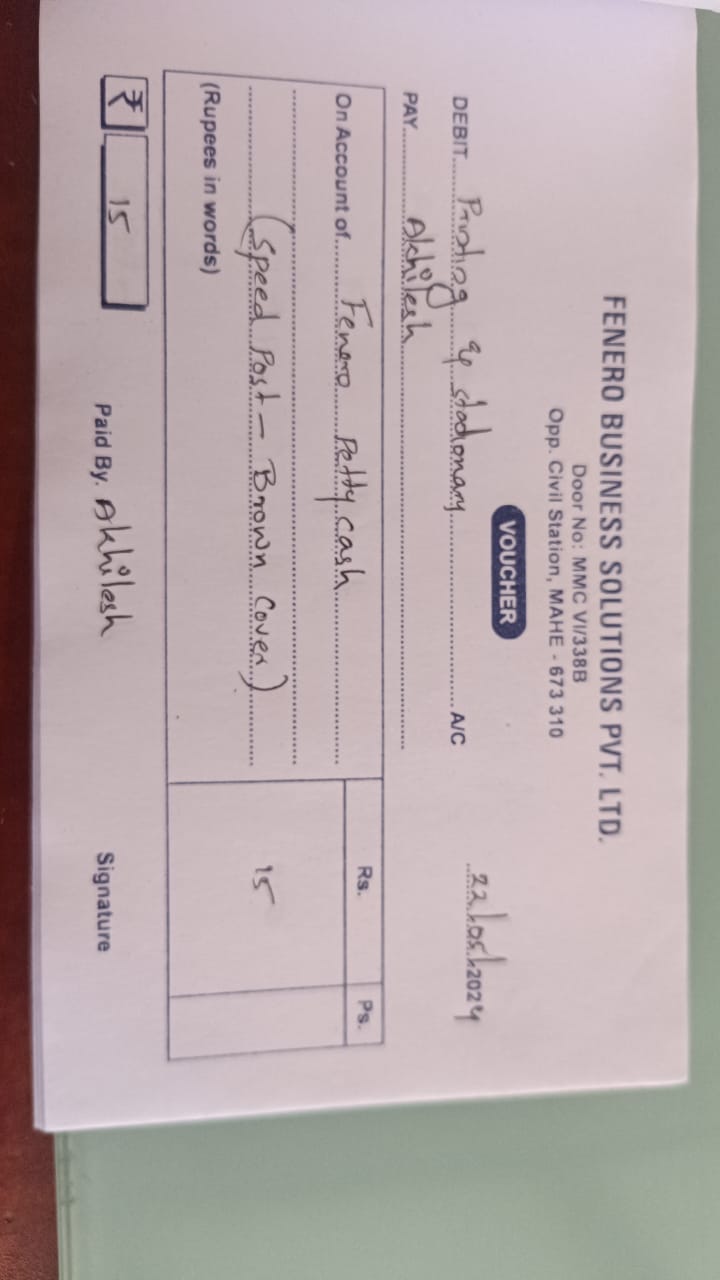 FENERO BUSINESS SOLUTIONS PVT. LTD.
Door No: MMC VI/338B
Opp. Civil Station, MAHE - 673 310
VOUCHER
22/05/2024
DEBIT Printing & stationary A/C
PAY Akhilesh
Rs. Ps.
On Account of Fenero Petty cash
(Speed Post - Brown Cover) 15
(Rupees in words)
₹ 15 Paid By. Akhilesh Signature